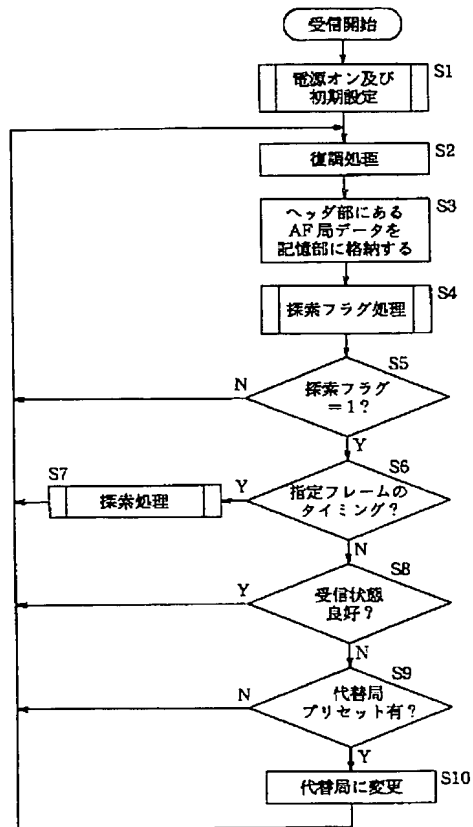 受信開始
S1
電源オン及び
初期設定
S2
復調処理
S3
ヘッダ部にある
AF局データを
記憶部に格納する
S4
探索フラグ処理
S5
N
探索フラグ
=1?
Y
S7
S6
探索処理
Y
指定フレームの
タイミング?
N
S8
Y
受信状態
良好?
N
S9
N
代替局
プリセット有?
Y
代替局に変更
S10